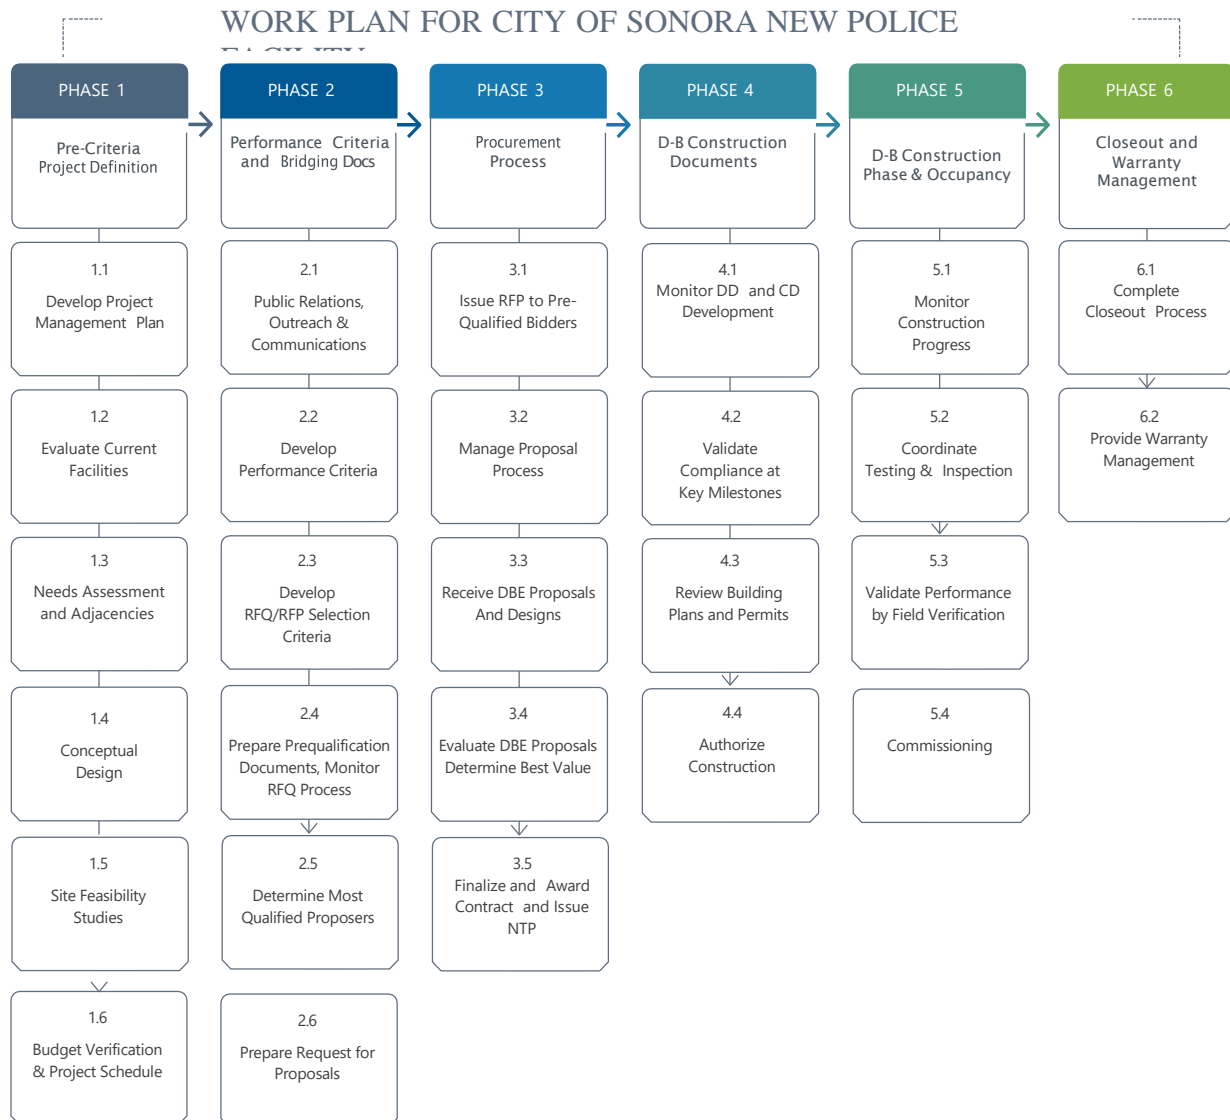 WORK PLAN FOR CITY OF SONORA NEW POLICE
FACILITY
PHASE 1
Pre-Criteria
Project Definition
1.1
Develop Project
Management Plan
1.2
Evaluate Current
Facilities
1.3
Needs Assessment
and Adjacencies
1.4
Conceptual
Design
1.5
Site Feasibility
Studies
1.6
Budget Verification
& Project Schedule
PHASE 2
Performance Criteria
and Bridging Docs
2.1
Public Relations,
Outreach &
Communications
2.2
Develop
Performance Criteria
2.3
Develop
RFQ/RFP Selection
Criteria
2.4
Prepare Prequalification
Documents, Monitor
RFQ Process
2.5
Determine Most
Qualified Proposers
2.6
Prepare Request for
Proposals
PHASE 3
Procurement
Process
3.1
Issue RFP to Pre-
Qualified Bidders
3.2
Manage Proposal
Process
3.3
Receive DBE Proposals
And Designs
3.4
Evaluate DBE Proposals
Determine Best Value
3.5
Finalize and Award
Contract and Issue
NTP
PHASE 4
D-B Construction
Documents
4.1
Monitor DD and CD
Development
4.2
Validate
Compliance at
Key Milestones
4.3
Review Building
Plans and Permits
4.4
Authorize
Construction
PHASE 5
D-B Construction
Phase & Occupancy
5.1
Monitor
Construction
Progress
5.2
Coordinate
Testing & Inspection
5.3
Validate Performance
by Field Verification
5.4
Commissioning
PHASE 6
Closeout and
Warranty
Management
6.1
Complete
Closeout Process
6.2
Provide Warranty
Management